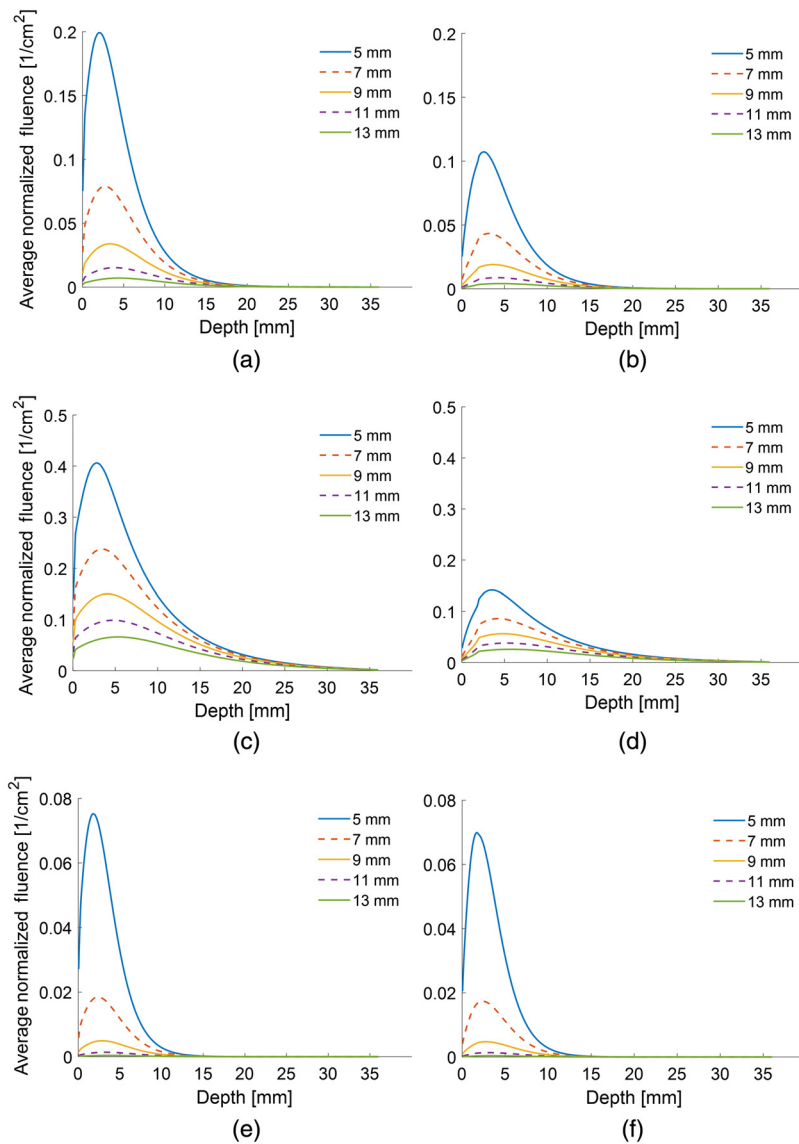 0.2
0.15
0.1
0.05
0
0 5 10 15 20 25 30 35
Average normalized fluence [1/cm²]
Depth [mm]
5 mm
7 mm
9 mm
11 mm
13 mm
(a)
0.2
0.15
0.1
0.05
0
0 5 10 15 20 25 30 35
Depth [mm]
5 mm
7 mm
9 mm
11 mm
13 mm
(b)
0.5
0.4
0.3
0.2
0.1
0
0 5 10 15 20 25 30 35
Average normalized fluence [1/cm²]
Depth [mm]
5 mm
7 mm
9 mm
11 mm
13 mm
(c)
0.5
0.4
0.3
0.2
0.1
0
0 5 10 15 20 25 30 35
Depth [mm]
5 mm
7 mm
9 mm
11 mm
13 mm
(d)
0.08
0.06
0.04
0.02
0
0 5 10 15 20 25 30 35
Average normalized fluence [1/cm²]
Depth [mm]
5 mm
7 mm
9 mm
11 mm
13 mm
(e)
0.08
0.06
0.04
0.02
0
0 5 10 15 20 25 30 35
Depth [mm]
5 mm
7 mm
9 mm
11 mm
13 mm
(f)